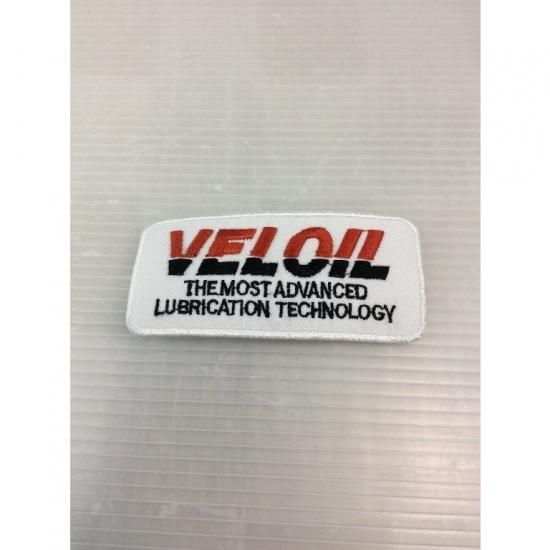 VELOIL
THE MOST ADVANCED
LUBRICATION TECHNOLOGY